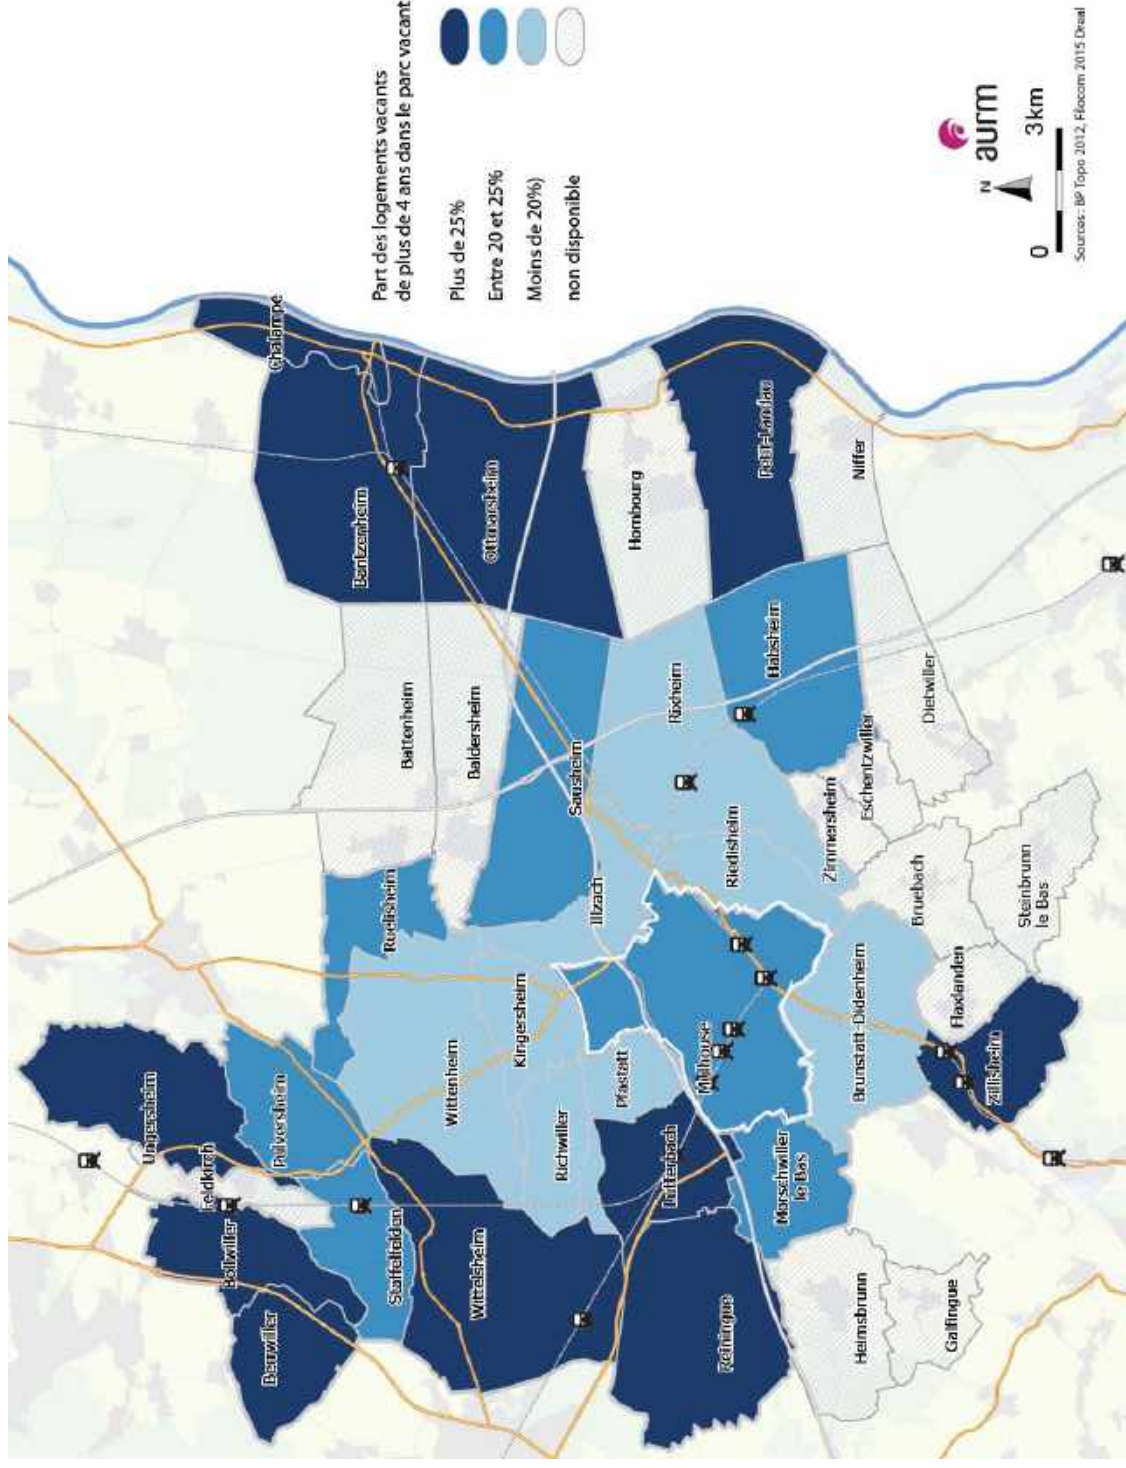 Part des logements vacants
de plus de 4 ans dans le parc vacant
Plus de 25%
Entre 20 et 25%
Moins de 20%)
non disponible
Ungersheim
Feldkirch
Bollwiller
Berrwiller
Pulversheim
Staffelfelden
Ruelisheim
Battenheim
Baldersheim
Bantzenheim
Chalampe
Ottmarsheim
Wittenheim
Wittelsheim
Kingersheim
Richwiller
Sausheim
Illzach
Hombourg
Pfastatt
Lutterbach
Mulhouse
Rixheim
Riedisheim
Reiningue
Petit-Landau
Habsheim
Morschwiller
le Bas
Zimmersheim
Eschentzwiller
Niffer
Brunstatt-Didenheim
Heimsbrunn
Bruebach
Dietwiller
Galfingue
Flaxlanden
Zillisheim
Steinbrunn
le Bas
aurm
N
0 3km
Sources: BP Topo 2012, Filocom 2015 Dreal